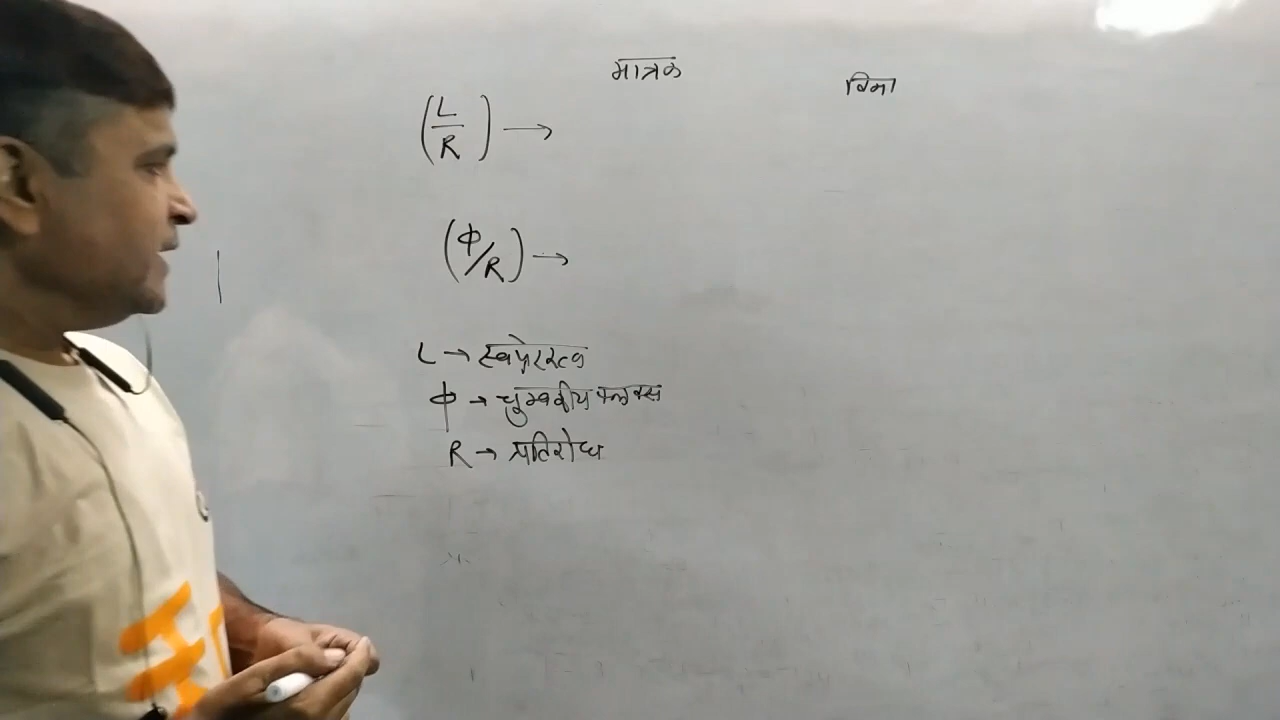 मात्रक
विमा
(L/R) →
(Φ/R) →
L → स्वप्रेरकत्व
Φ → चुम्बकीय फ्लक्स
R → प्रतिरोध